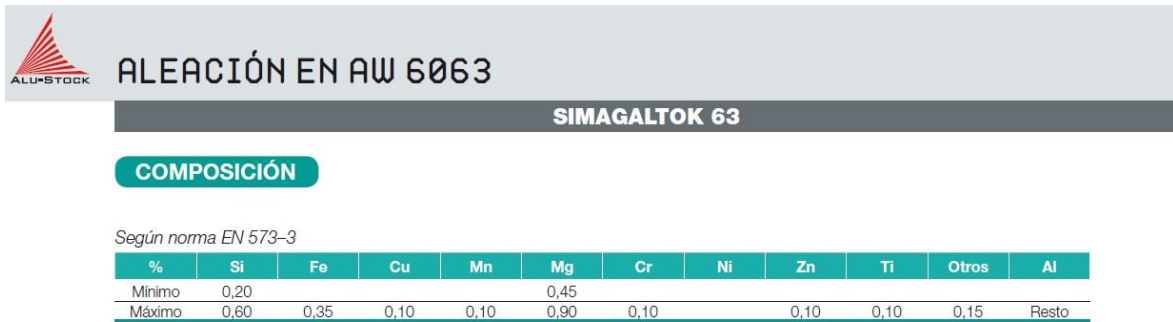 ALU-STOCK
ALEACIÓN EN AW 6063
SIMAGALTOK 63
COMPOSICIÓN
Según norma EN 573–3
% Si Fe Cu Mn Mg Cr Ni Zn Ti Otros Al
Mínimo 0,20 0,45
Máximo 0,60 0,35 0,10 0,10 0,90 0,10 0,10 0,10 0,15 Resto